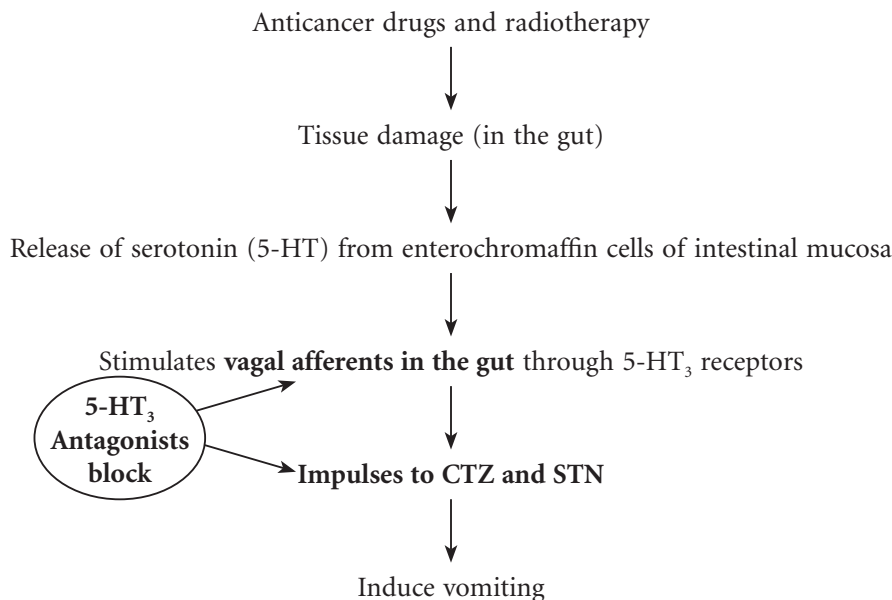 Anticancer drugs and radiotherapy
Tissue damage (in the gut)
Release of serotonin (5-HT) from enterochromaffin cells of intestinal mucosa
Stimulates vagal afferents in the gut through 5-HT₃ receptors
5-HT₃
Antagonists
block
Impulses to CTZ and STN
Induce vomiting